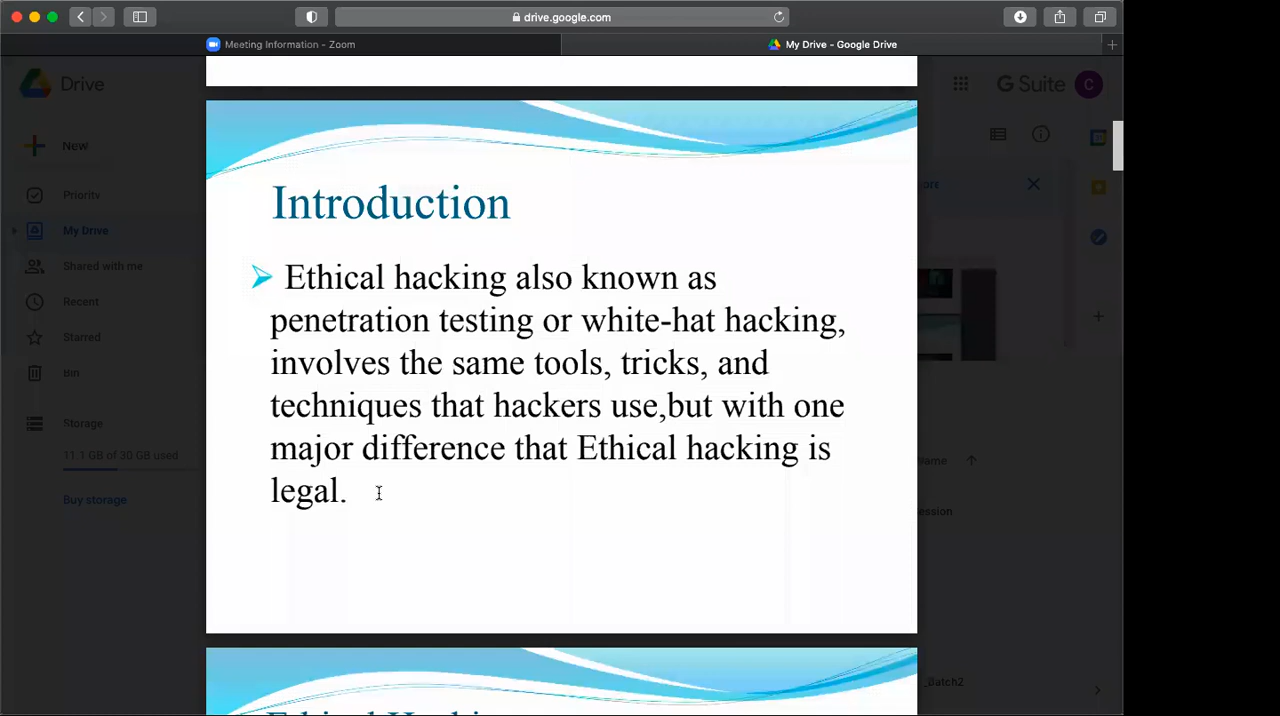 drive.google.com
Meeting Information - Zoom
My Drive - Google Drive
Drive
G Suite
C
New
Priority
My Drive
Shared with me
Recent
Starred
Bin
Storage
11.1 GB of 30 GB used
Buy storage
Introduction
Ethical hacking also known as
penetration testing or white-hat hacking,
involves the same tools, tricks, and
techniques that hackers use,but with one
major difference that Ethical hacking is
legal.